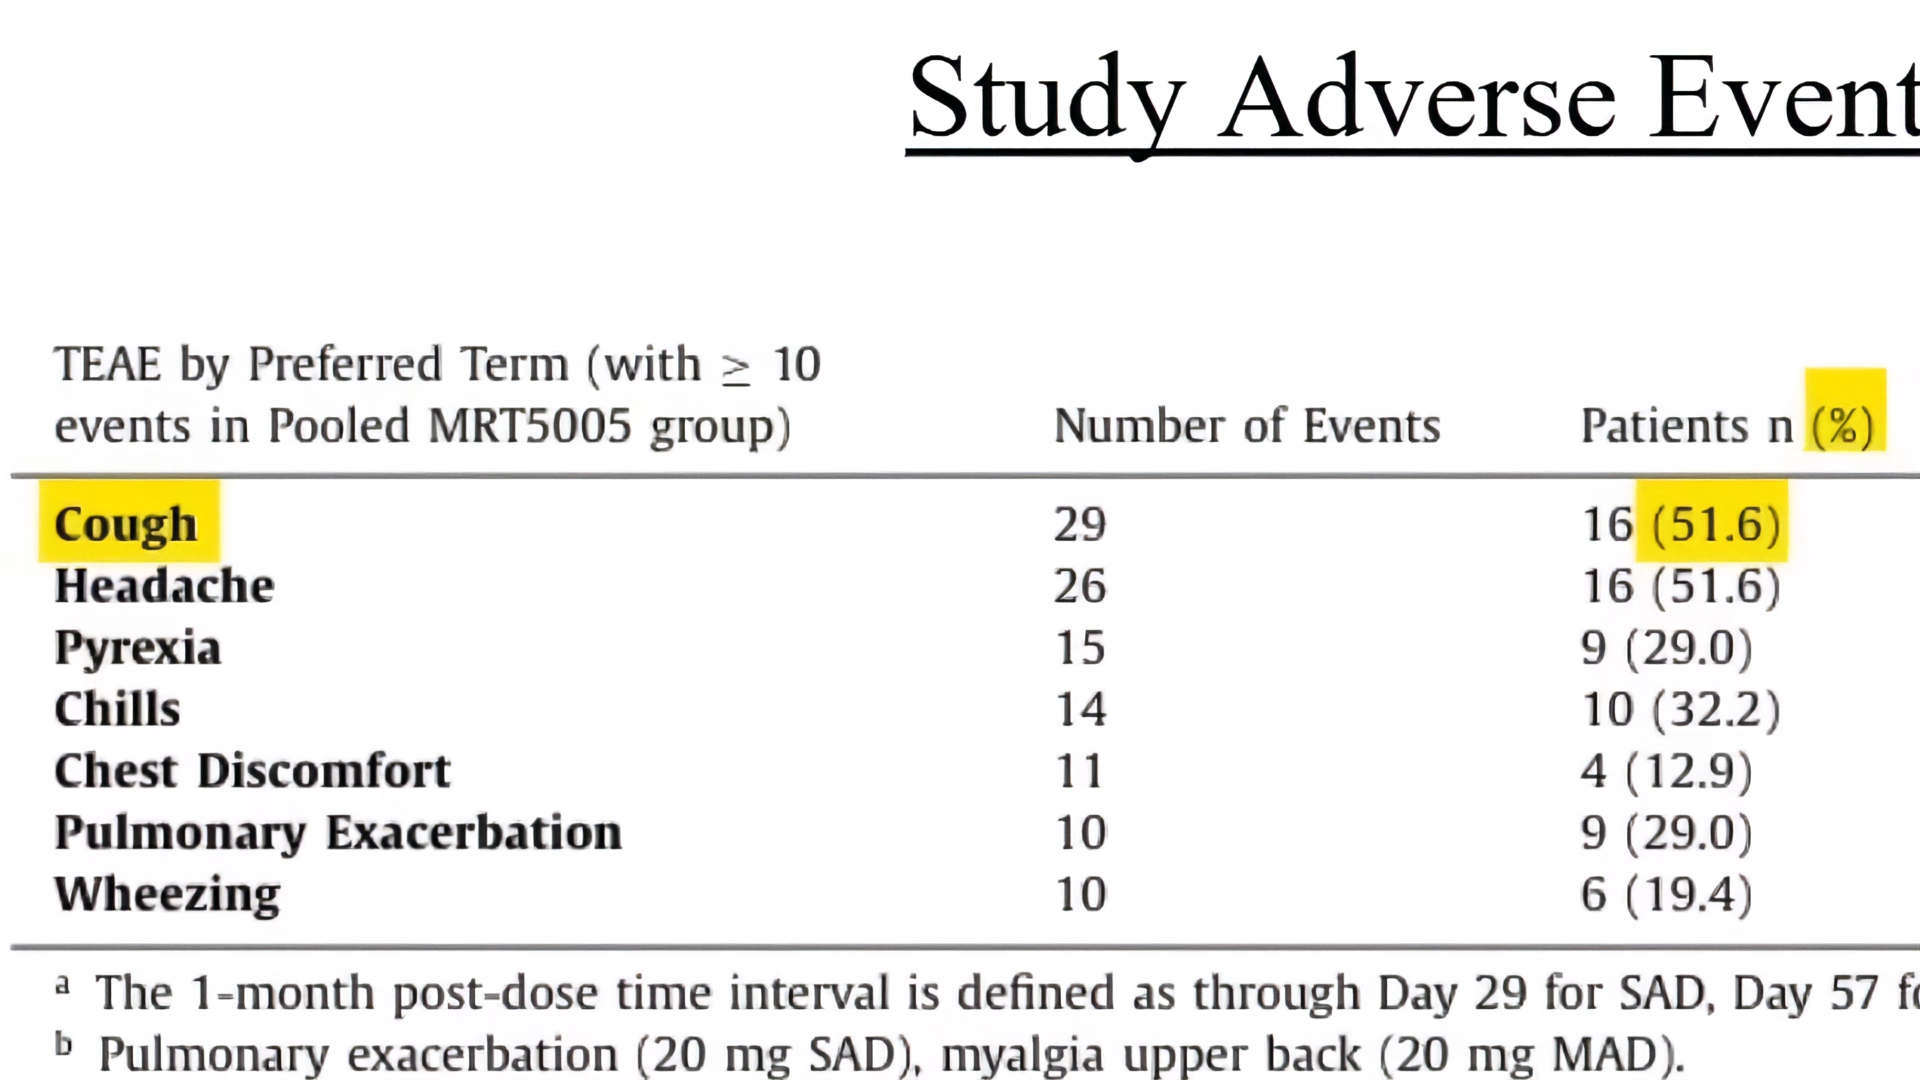 Study Adverse Event
TEAE by Preferred Term (with ≥ 10
events in Pooled MRT5005 group) Number of Events Patients n (%)
Cough 29 16 (51.6)
Headache 26 16 (51.6)
Pyrexia 15 9 (29.0)
Chills 14 10 (32.2)
Chest Discomfort 11 4 (12.9)
Pulmonary Exacerbation 10 9 (29.0)
Wheezing 10 6 (19.4)
a The 1-month post-dose time interval is defined as through Day 29 for SAD, Day 57
b Pulmonary exacerbation (20 mg SAD), myalgia upper back (20 mg MAD).